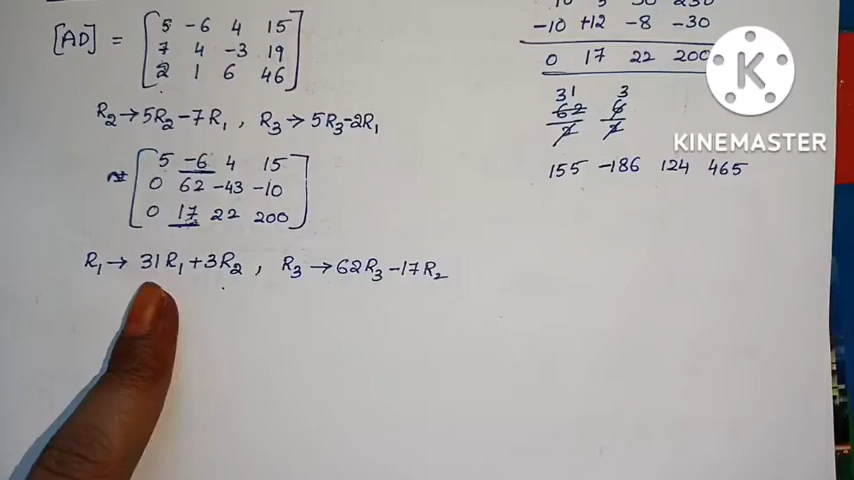 [AD] = 5 -6 4 15
7 4 -3 19
2 1 6 46
R2→5R2-7R1, R3→5R3-2R1
≈ 5 -6 4 15
0 62 -43 -10
0 17 22 200
R1→ 31R1+3R2, R3→62R3-17R2
-10 +12 -8 -30
0 17 22 200
31 3
62 6
2 2
155 -186 124 465
K
KINEMASTER